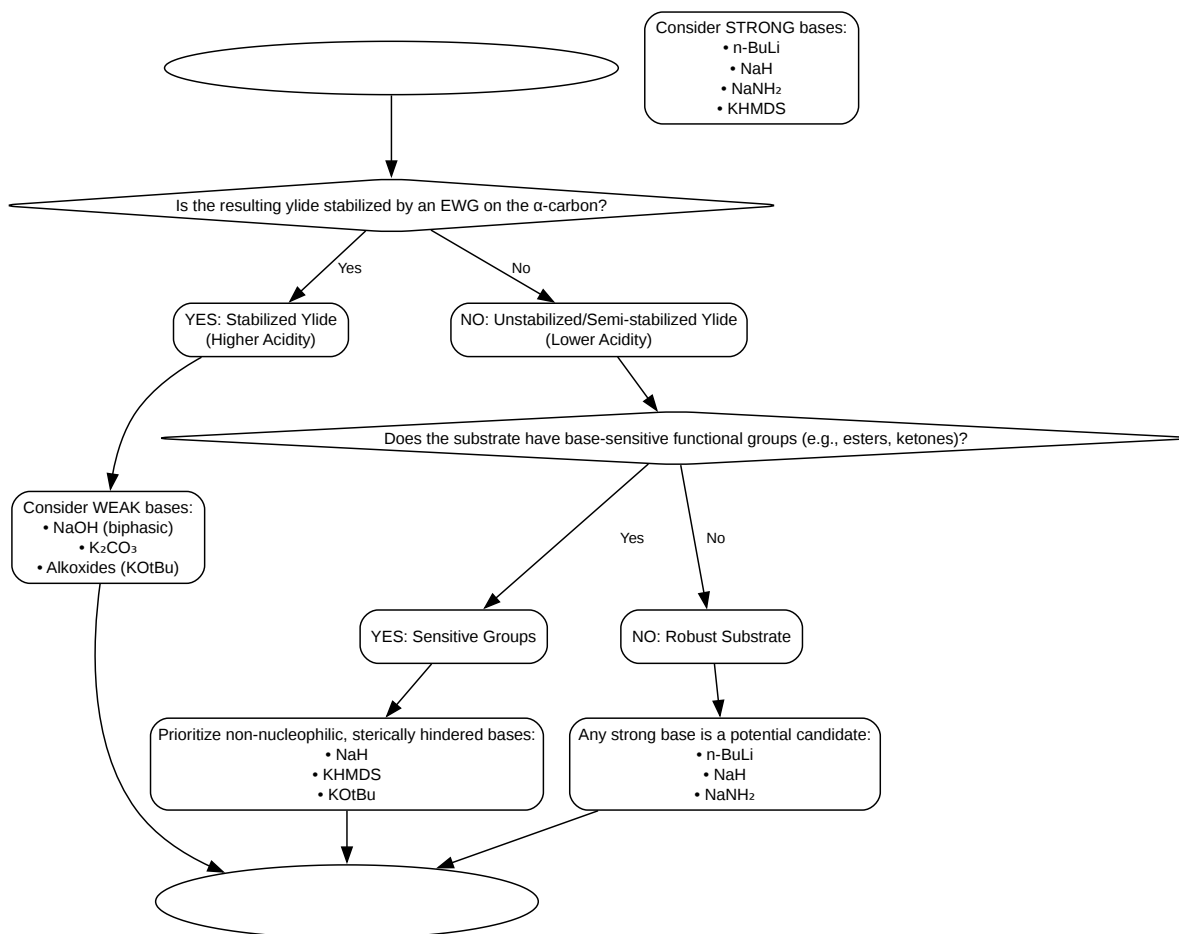 Consider STRONG bases:
• n-BuLi
• NaH
• NaNH₂
• KHMDS
Is the resulting ylide stabilized by an EWG on the α-carbon?
Yes
No
YES: Stabilized Ylide
(Higher Acidity)
NO: Unstabilized/Semi-stabilized Ylide
(Lower Acidity)
Does the substrate have base-sensitive functional groups (e.g., esters, ketones)?
Consider WEAK bases:
• NaOH (biphasic)
• K₂CO₃
• Alkoxides (KOtBu)
Yes
No
YES: Sensitive Groups
NO: Robust Substrate
Prioritize non-nucleophilic, sterically hindered bases:
• NaH
• KHMDS
• KOtBu
Any strong base is a potential candidate:
• n-BuLi
• NaH
• NaNH₂